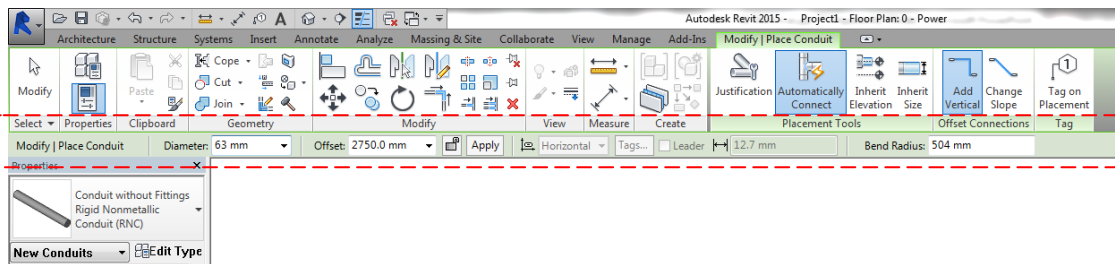 Autodesk Revit 2015 - Project1 - Floor Plan: 0 - Power
Architecture Structure Systems Insert Annotate Analyze Massing & Site Collaborate View Manage Add-Ins Modify | Place Conduit
Modify
Paste
Cope
Cut
Join
Justification
Automatically
Connect
Inherit
Elevation
Inherit
Size
Add
Vertical
Change
Slope
Tag on
Placement
Select Properties Clipboard Geometry Modify View Measure Create Placement Tools Offset Connections Tag
Modify | Place Conduit Diameter: 63 mm Offset: 2750.0 mm Apply Horizontal Tags... Leader 12.7 mm Bend Radius: 504 mm
Properties X
Conduit without Fittings
Rigid Nonmetallic
Conduit (RNC)
New Conduits Edit Type